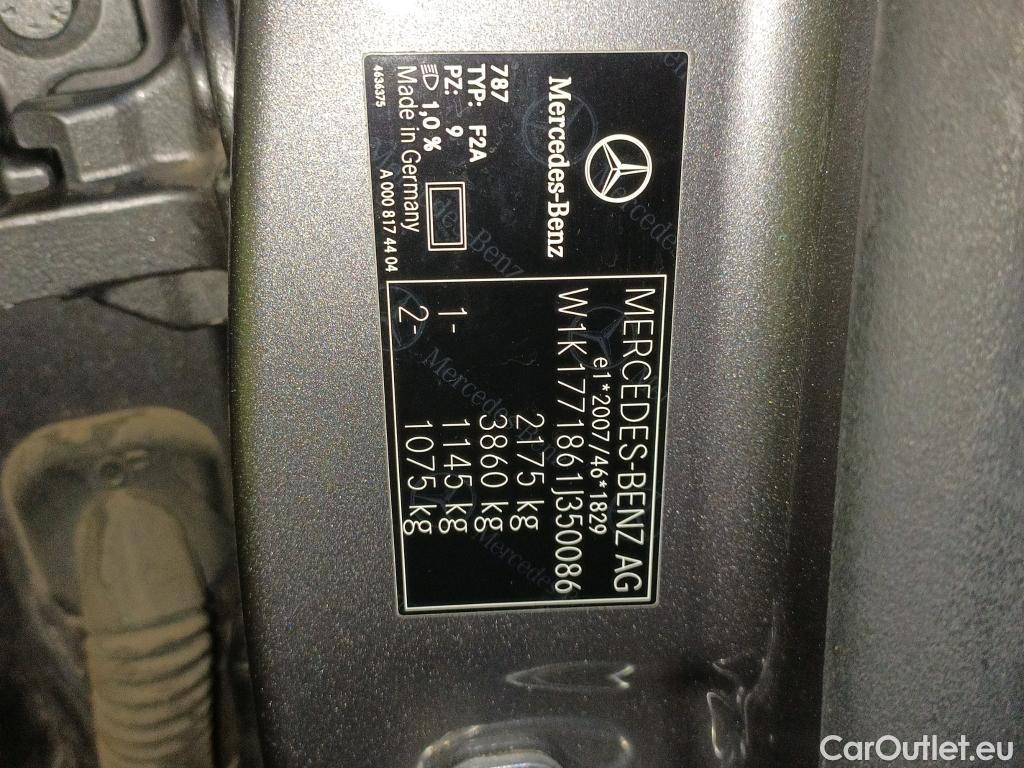 Mercedes-Benz
787
TYP: F2A
PZ: 9
1,0 %
Made in Germany
4636375 A 000 817 44 04
MERCEDES-BENZ AG
e1*2007/46*1829
W1K1771861J350086
2175 kg
3860 kg
1- 1145 kg
2- 1075 kg
CarOutlet.eu